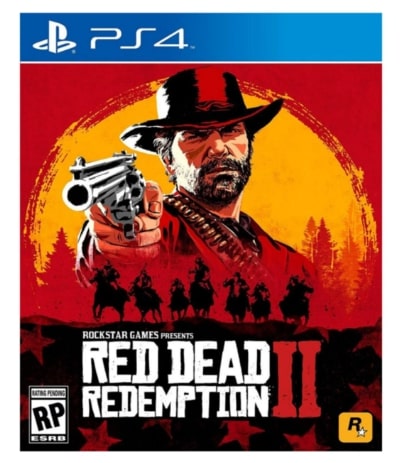 PS4
ROCKSTAR GAMES PRESENTS
RED DEAD
REDEMPTION II
RATING PENDING
RP
ESRB
R